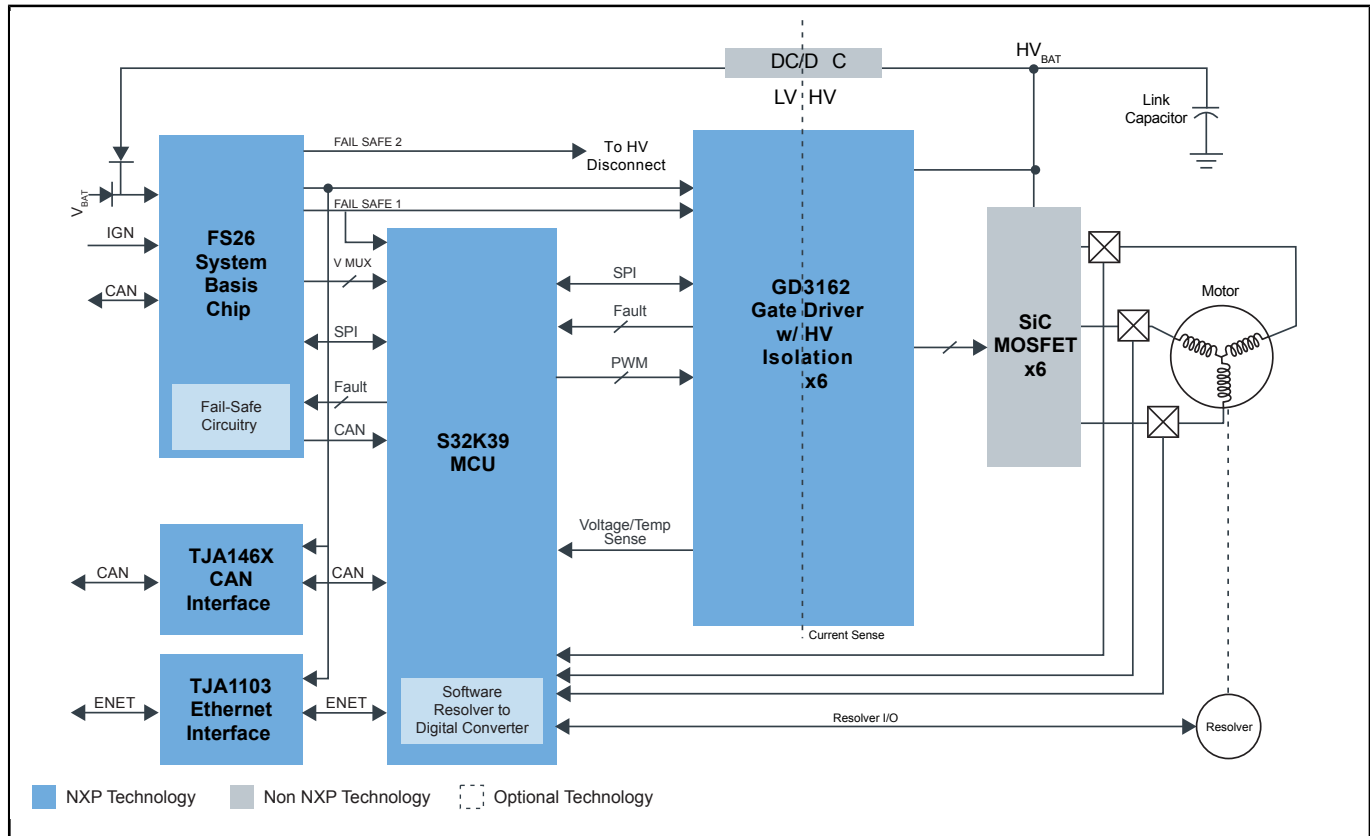 DC/D C
HV BAT
LV HV
Link
Capacitor
FAIL SAFE 2
To HV
Disconnect
V BAT
FAIL SAFE 1
IGN
FS26
System
Basis
Chip
V MUX
CAN
SPI
Fault
Fail-Safe
Circuitry
CAN
S32K39
MCU
SPI
Fault
PWM
GD3162
Gate Driver
w/ HV
Isolation
x6
SiC
MOSFET
x6
Motor
Voltage/Temp
Sense
TJA146X
CAN
Interface
CAN
CAN
Current Sense
TJA1103
Ethernet
Interface
ENET
ENET
Software
Resolver to
Digital Converter
Resolver I/O
Resolver
NXP Technology
Non NXP Technology
Optional Technology